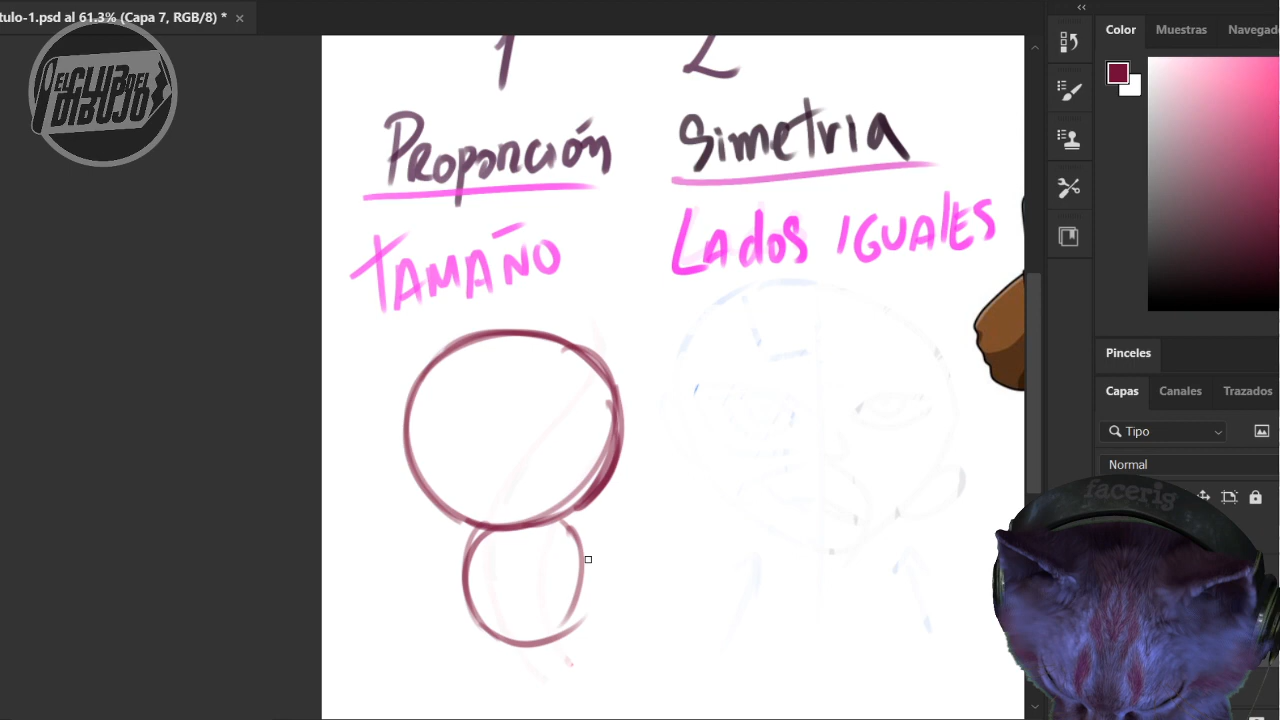 tulo-1.psd al 61.3% (Capa 7, RGB/8) *
EL CLUB DEL
DIBUJO
1 2
Proporción Simetria
TAMAÑO LADOS IGUALES
Color Muestras Navegad
Pinceles
Capas Canales Trazados
Tipo
Normal
facerig